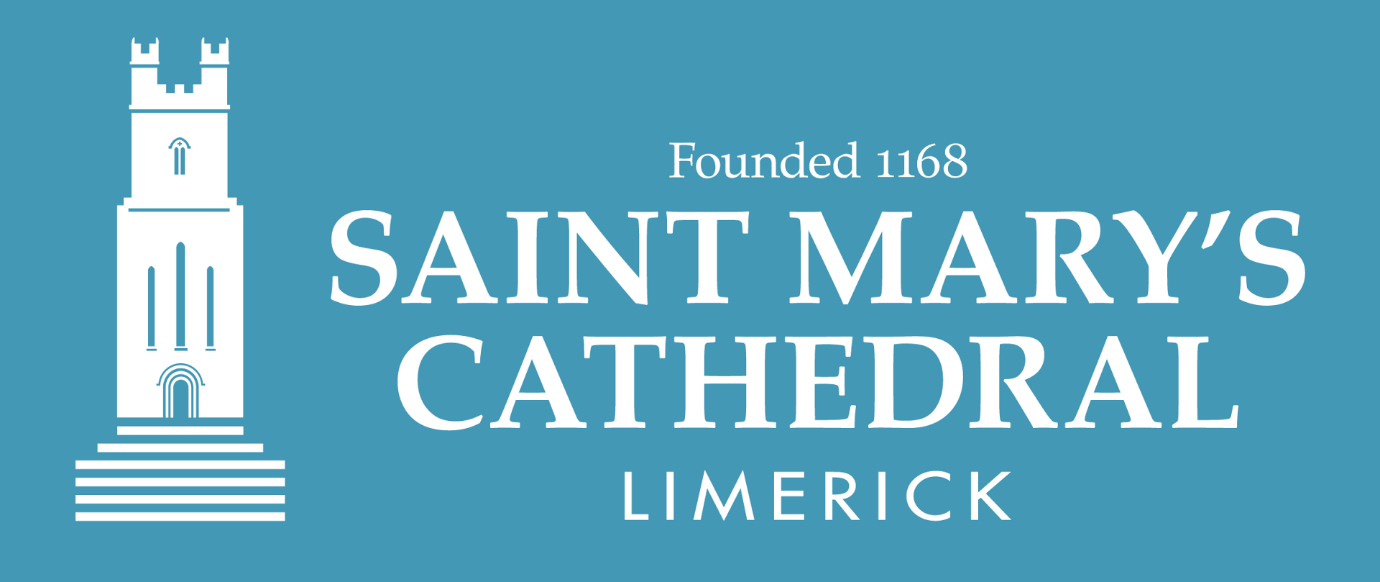 Founded 1168
SAINT MARY’S
CATHEDRAL
LIMERICK